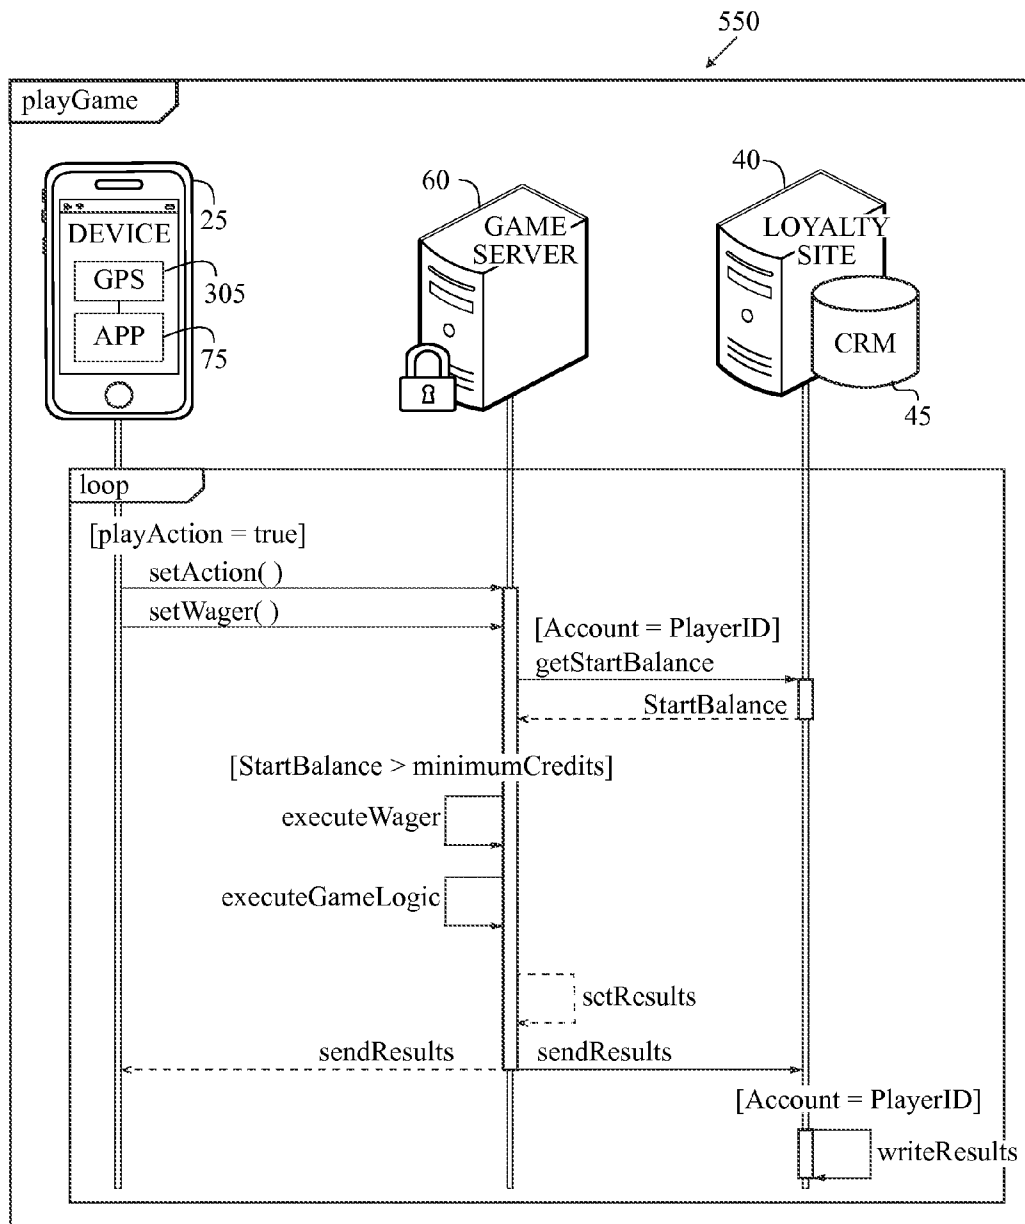 550
playGame
25
DEVICE
GPS
305
APP
75
60
GAME
SERVER
40
LOYALTY
SITE
CRM
45
loop
[playAction = true]
setAction( )
setWager( )
[Account = PlayerID]
getStartBalance
StartBalance
[StartBalance > minimumCredits]
executeWager
executeGameLogic
setResults
sendResults
sendResults
[Account = PlayerID]
writeResults